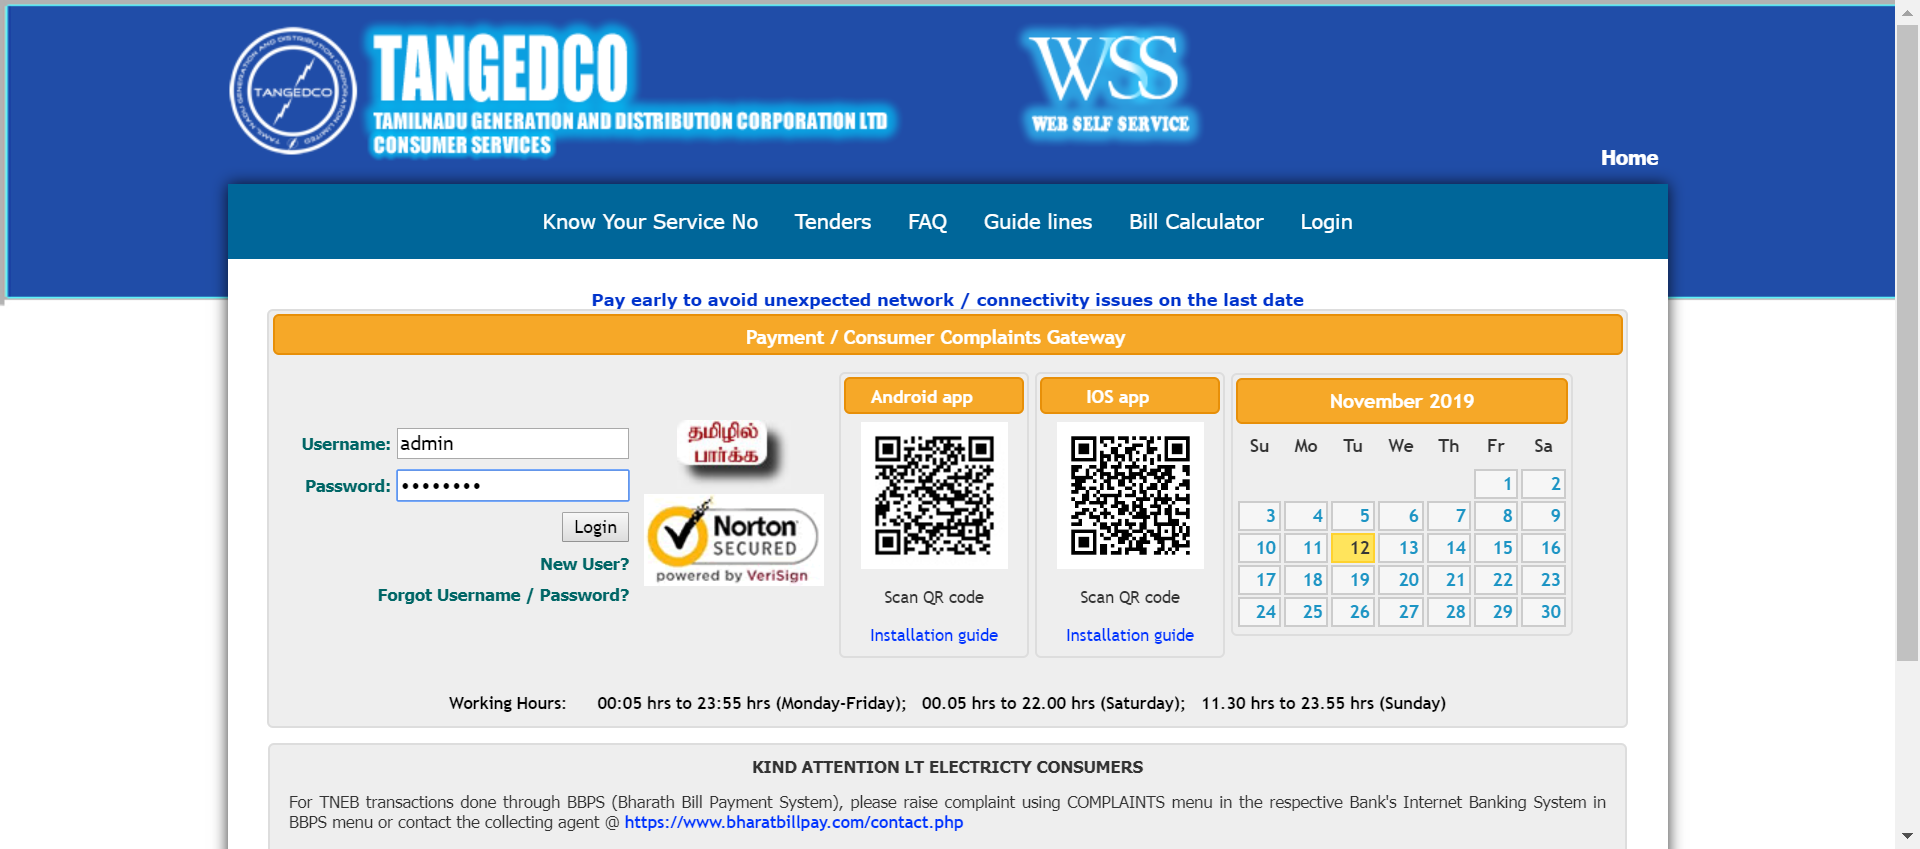 TANGEDCO
TANGEDCO
TAMILNADU GENERATION AND DISTRIBUTION CORPORATION LTD
CONSUMER SERVICES
WSS
WEB SELF SERVICE
Home
Know Your Service No Tenders FAQ Guide lines Bill Calculator Login
Pay early to avoid unexpected network / connectivity issues on the last date
Payment / Consumer Complaints Gateway
Username: admin
Password: ••••••••
Login
New User?
Forgot Username / Password?
தமிழில்
பார்க்க
Norton
SECURED
powered by VeriSign
Android app
Scan QR code
Installation guide
IOS app
Scan QR code
Installation guide
November 2019
Su Mo Tu We Th Fr Sa
1 2
3 4 5 6 7 8 9
10 11 12 13 14 15 16
17 18 19 20 21 22 23
24 25 26 27 28 29 30
Working Hours: 00:05 hrs to 23:55 hrs (Monday-Friday); 00.05 hrs to 22.00 hrs (Saturday); 11.30 hrs to 23.55 hrs (Sunday)
KIND ATTENTION LT ELECTRICTY CONSUMERS
For TNEB transactions done through BBPS (Bharath Bill Payment System), please raise complaint using COMPLAINTS menu in the respective Bank's Internet Banking System in
BBPS menu or contact the collecting agent @ https://www.bharatbillpay.com/contact.php